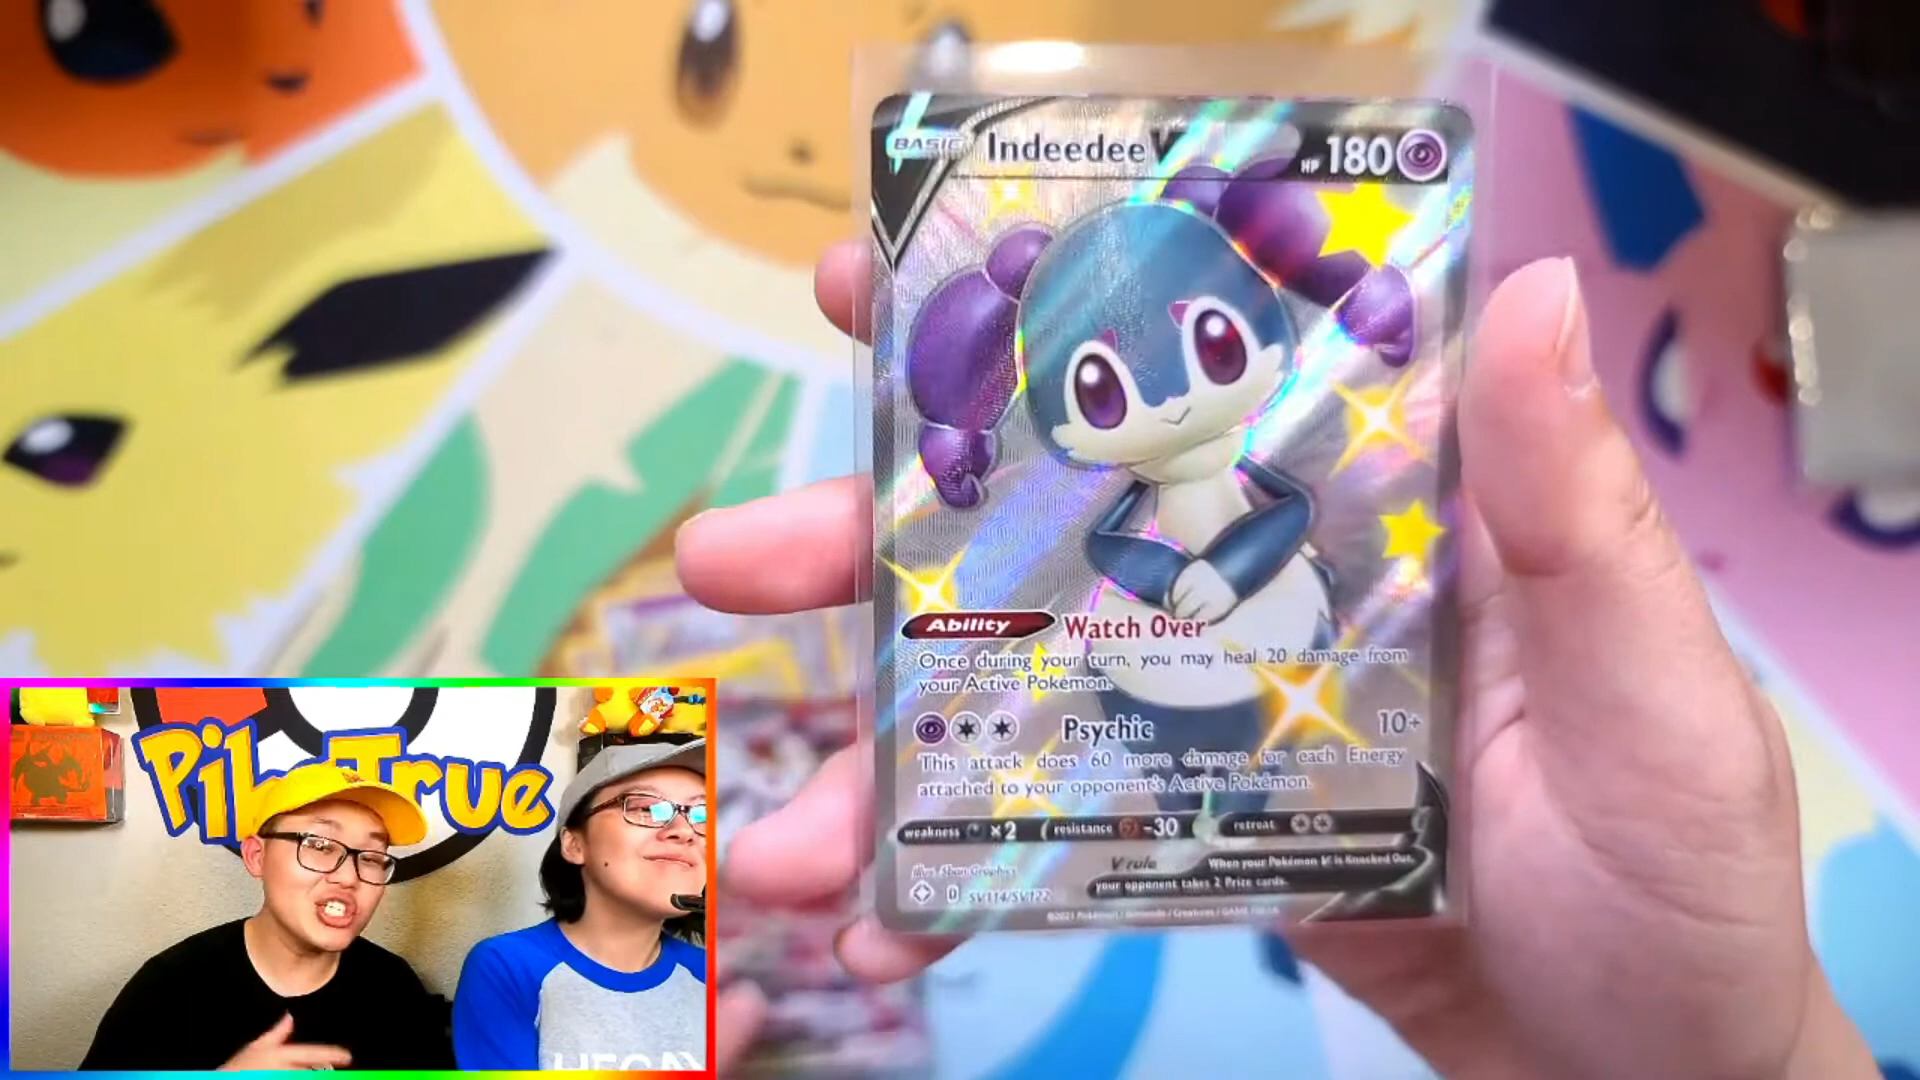 BASIC Indeedee V HP 180
Ability Watch Over
Once during your turn, you may heal 20 damage from
your Active Pokémon.
Psychic 10+
This attack does 60 more damage for each Energy
attached to your opponent's Active Pokémon.
weakness ×2 resistance -30 retreat
V rule When your Pokémon V is Knocked Out,
your opponent takes 2 Prize cards.
D SV114/SV122
True